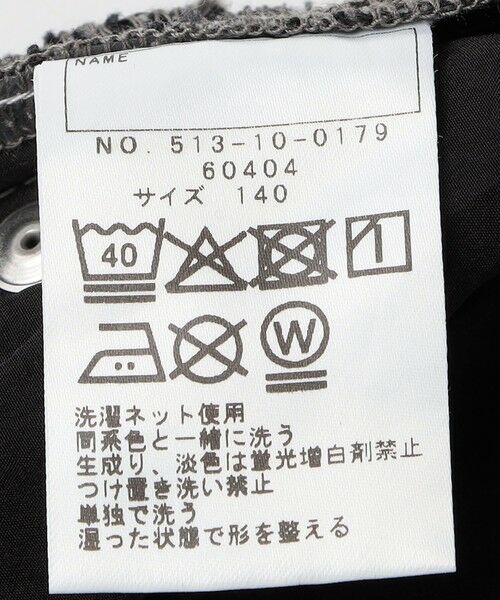 NAME
NO. 513-10-0179
60404
サイズ 140
40
W
洗濯ネット使用
同系色と一緒に洗う
生成り、淡色は蛍光増白剤禁止
つけ置き洗い禁止
単独で洗う
湿った状態で形を整える